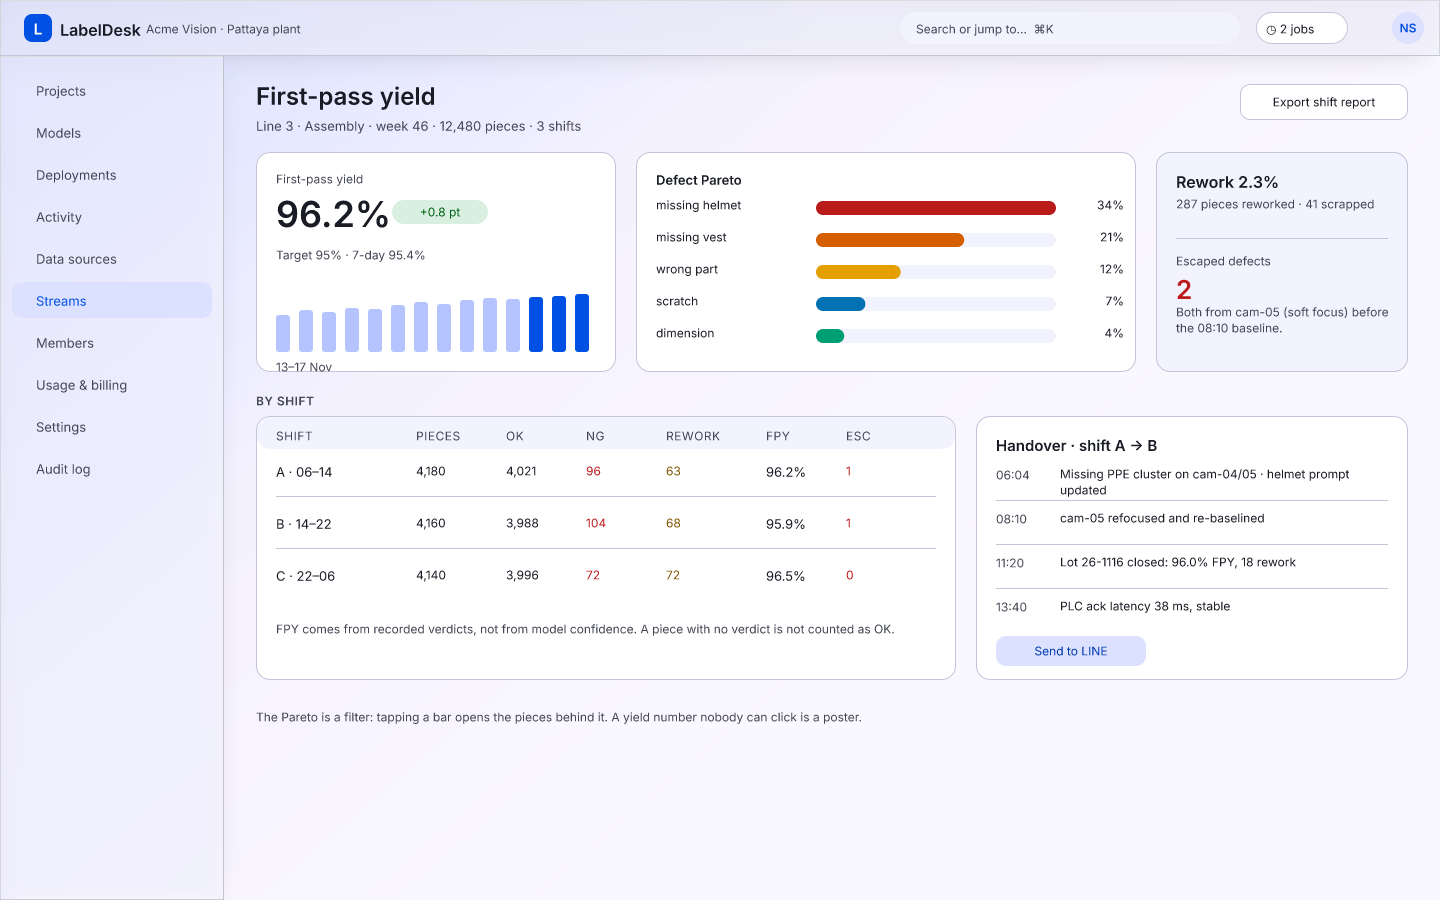 L LabelDesk Acme Vision · Pattaya plant
Search or jump to... ⌘K
◷ 2 jobs
NS
Projects
Models
Deployments
Activity
Data sources
Streams
Members
Usage & billing
Settings
Audit log
First-pass yield
Line 3 · Assembly · week 46 · 12,480 pieces · 3 shifts
Export shift report
First-pass yield
96.2% +0.8 pt
Target 95% · 7-day 95.4%
13–17 Nov
Defect Pareto
missing helmet 34%
missing vest 21%
wrong part 12%
scratch 7%
dimension 4%
Rework 2.3%
287 pieces reworked · 41 scrapped
Escaped defects
2
Both from cam-05 (soft focus) before
the 08:10 baseline.
BY SHIFT
SHIFT PIECES OK NG REWORK FPY ESC
A · 06–14 4,180 4,021 96 63 96.2% 1
B · 14–22 4,160 3,988 104 68 95.9% 1
C · 22–06 4,140 3,996 72 72 96.5% 0
FPY comes from recorded verdicts, not from model confidence. A piece with no verdict is not counted as OK.
Handover · shift A → B
06:04 Missing PPE cluster on cam-04/05 · helmet prompt
updated
08:10 cam-05 refocused and re-baselined
11:20 Lot 26-1116 closed: 96.0% FPY, 18 rework
13:40 PLC ack latency 38 ms, stable
Send to LINE
The Pareto is a filter: tapping a bar opens the pieces behind it. A yield number nobody can click is a poster.